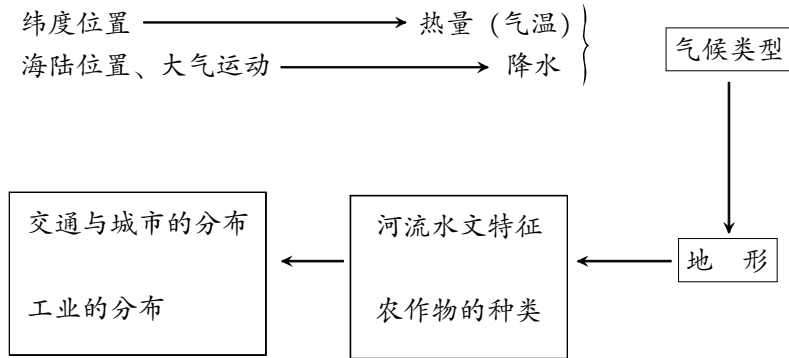 纬度位置 热量（气温）
海陆位置、大气运动 降水
气候类型
交通与城市的分布
工业的分布
河流水文特征
农作物的种类
地 形